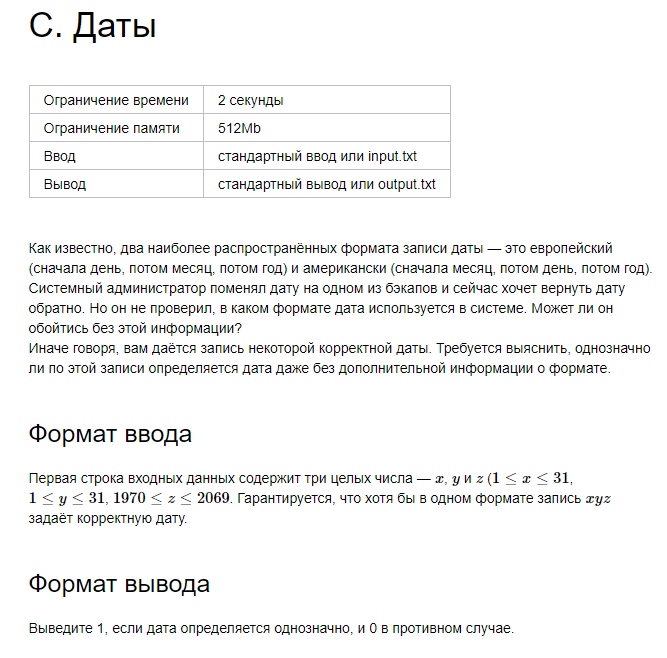 С. Даты
Ограничение времени 2 секунды
Ограничение памяти 512Mb
Ввод стандартный ввод или input.txt
Вывод стандартный вывод или output.txt
Как известно, два наиболее распространённых формата записи даты — это европейский
(сначала день, потом месяц, потом год) и американски (сначала месяц, потом день, потом год).
Системный администратор поменял дату на одном из бэкапов и сейчас хочет вернуть дату
обратно. Но он не проверил, в каком формате дата используется в системе. Может ли он
обойтись без этой информации?
Иначе говоря, вам даётся запись некоторой корректной даты. Требуется выяснить, однозначно
ли по этой записи определяется дата даже без дополнительной информации о формате.
Формат ввода
Первая строка входных данных содержит три целых числа — x, y и z (1 ≤ x ≤ 31,
1 ≤ y ≤ 31, 1970 ≤ z ≤ 2069. Гарантируется, что хотя бы в одном формате запись xyz
задаёт корректную дату.
Формат вывода
Выведите 1, если дата определяется однозначно, и 0 в противном случае.